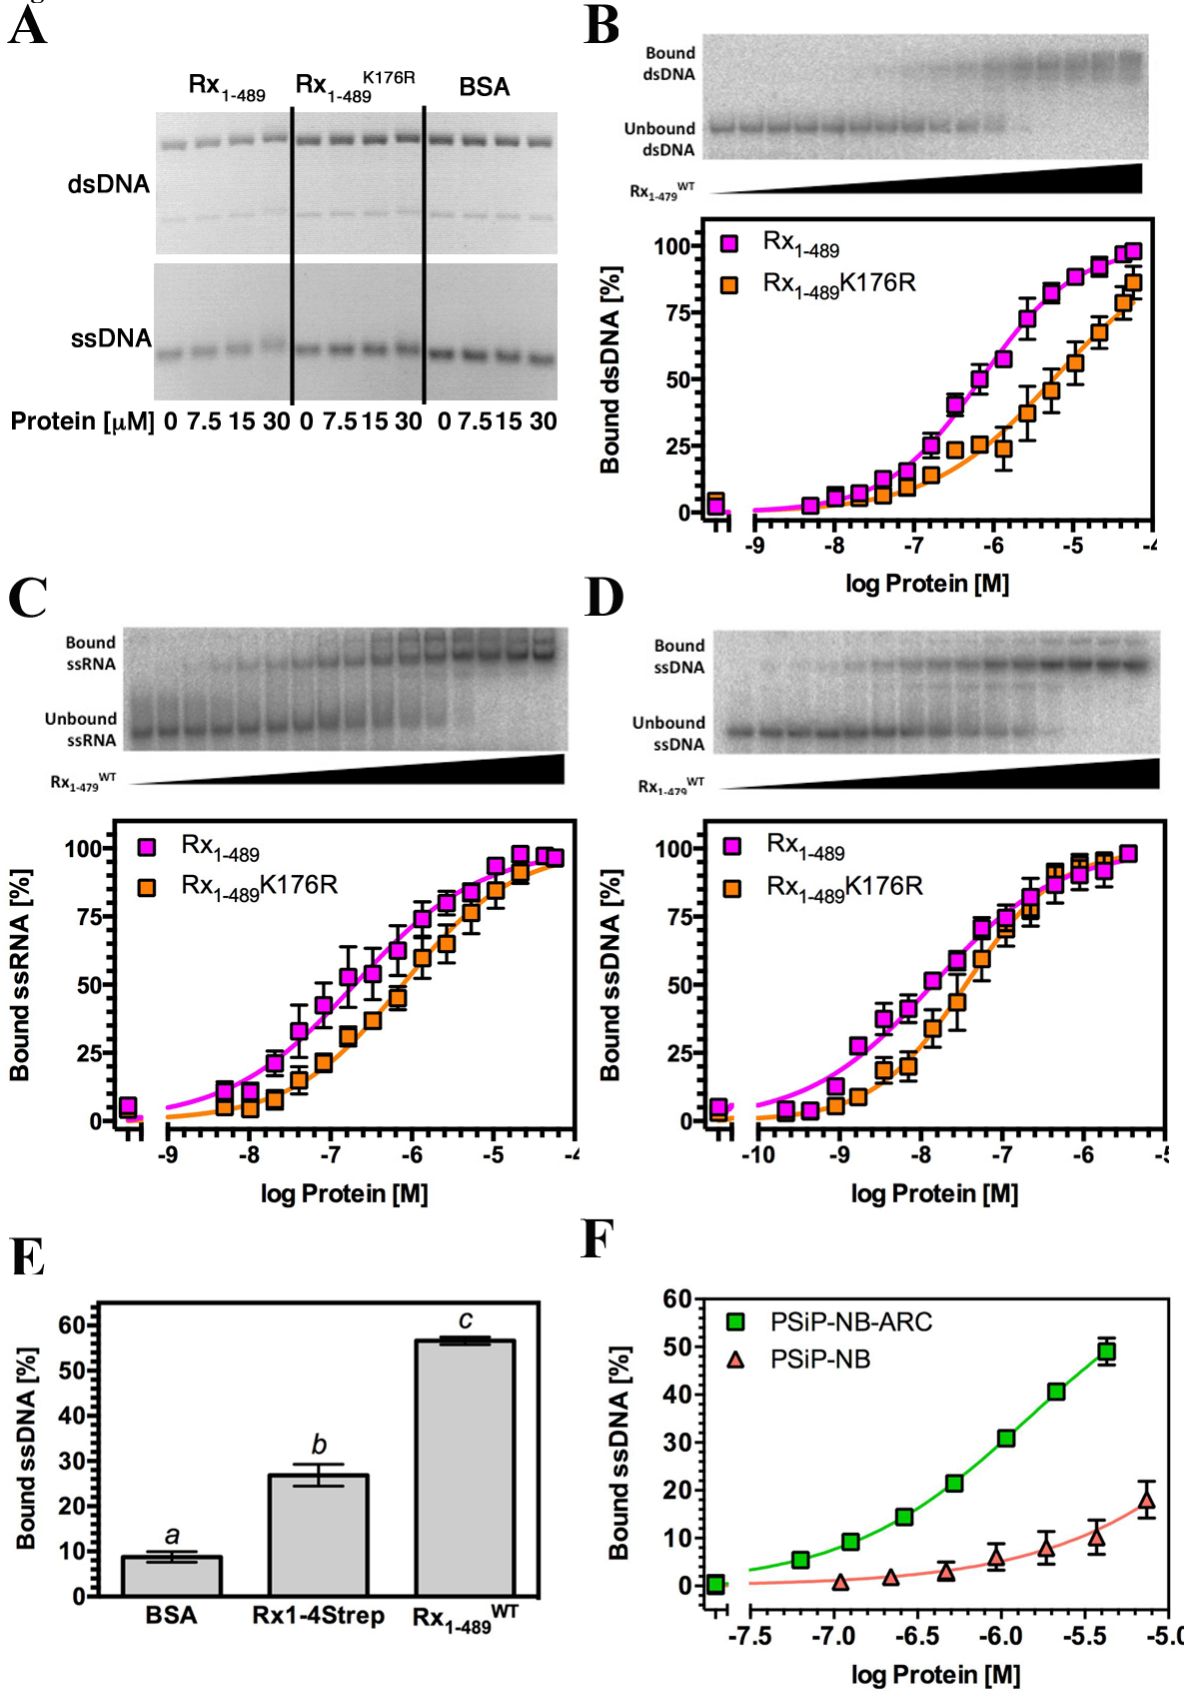 A
Rx1-489 Rx1-489K176R BSA
dsDNA
ssDNA
Protein [µM] 0 7.5 15 30 0 7.5 15 30 0 7.5 15 30
B
Bound
dsDNA
Unbound
dsDNA
Rx1-479WT
Rx1-489
Rx1-489K176R
Bound dsDNA [%]
100
75
50
25
0
-9 -8 -7 -6 -5 -4
log Protein [M]
C
Bound
ssRNA
Unbound
ssRNA
Rx1-479WT
Rx1-489
Rx1-489K176R
Bound ssRNA [%]
100
75
50
25
0
-9 -8 -7 -6 -5 -4
log Protein [M]
D
Bound
ssDNA
Unbound
ssDNA
Rx1-479WT
Rx1-489
Rx1-489K176R
Bound ssDNA [%]
100
75
50
25
0
-10 -9 -8 -7 -6 -5
log Protein [M]
E
Bound ssDNA [%]
60
50
40
30
20
10
0
a
b
c
BSA Rx1-4Strep Rx1-489WT
F
PSiP-NB-ARC
PSiP-NB
Bound ssDNA [%]
60
50
40
30
20
10
0
-7.5 -7.0 -6.5 -6.0 -5.5 -5.0
log Protein [M]